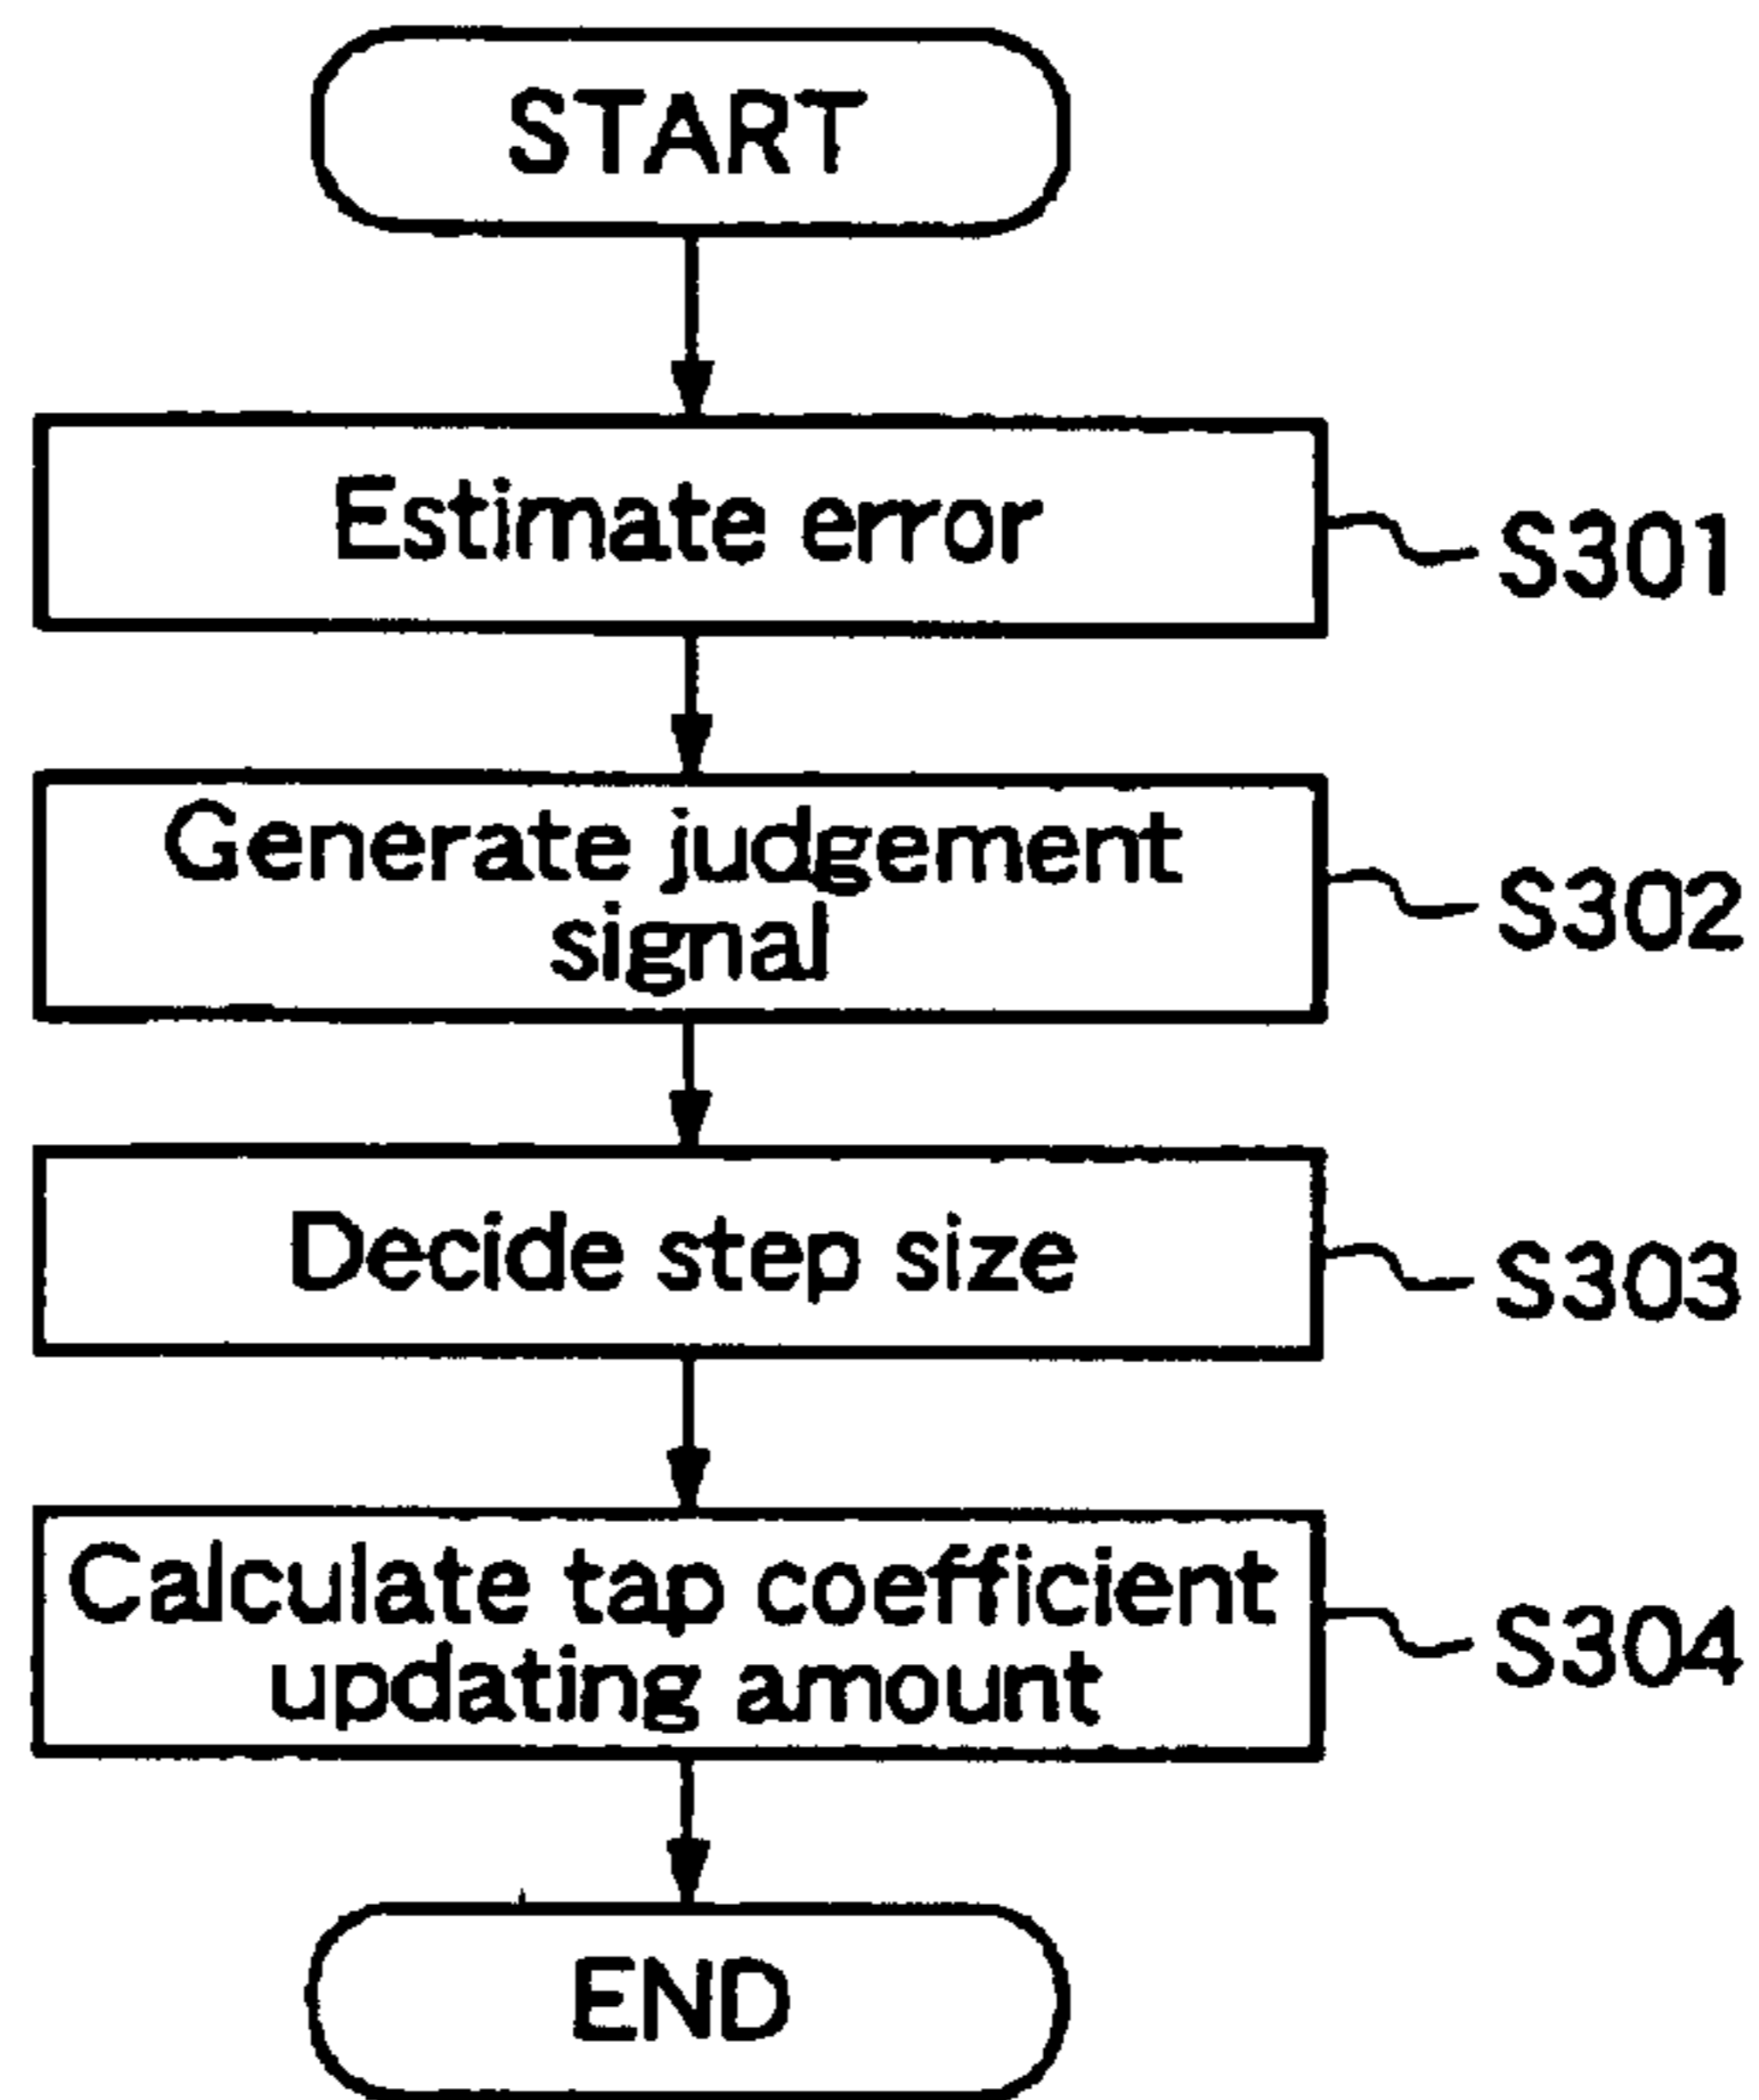 START
Estimate error
S301
Generate judgement
signal
S302
Decide step size
S303
Calculate tap coefficient
updating amount
S304
END